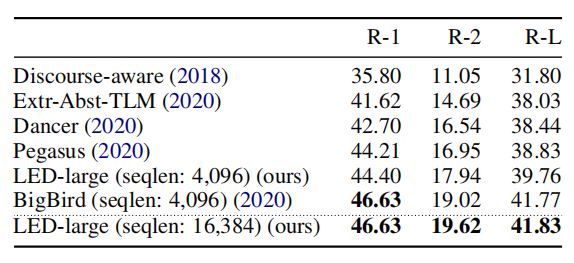 R-1 R-2 R-L
Discourse-aware (2018) 35.80 11.05 31.80
Extr-Abst-TLM (2020) 41.62 14.69 38.03
Dancer (2020) 42.70 16.54 38.44
Pegasus (2020) 44.21 16.95 38.83
LED-large (seqlen: 4,096) (ours) 44.40 17.94 39.76
BigBird (seqlen: 4,096) (2020) 46.63 19.02 41.77
LED-large (seqlen: 16,384) (ours) 46.63 19.62 41.83